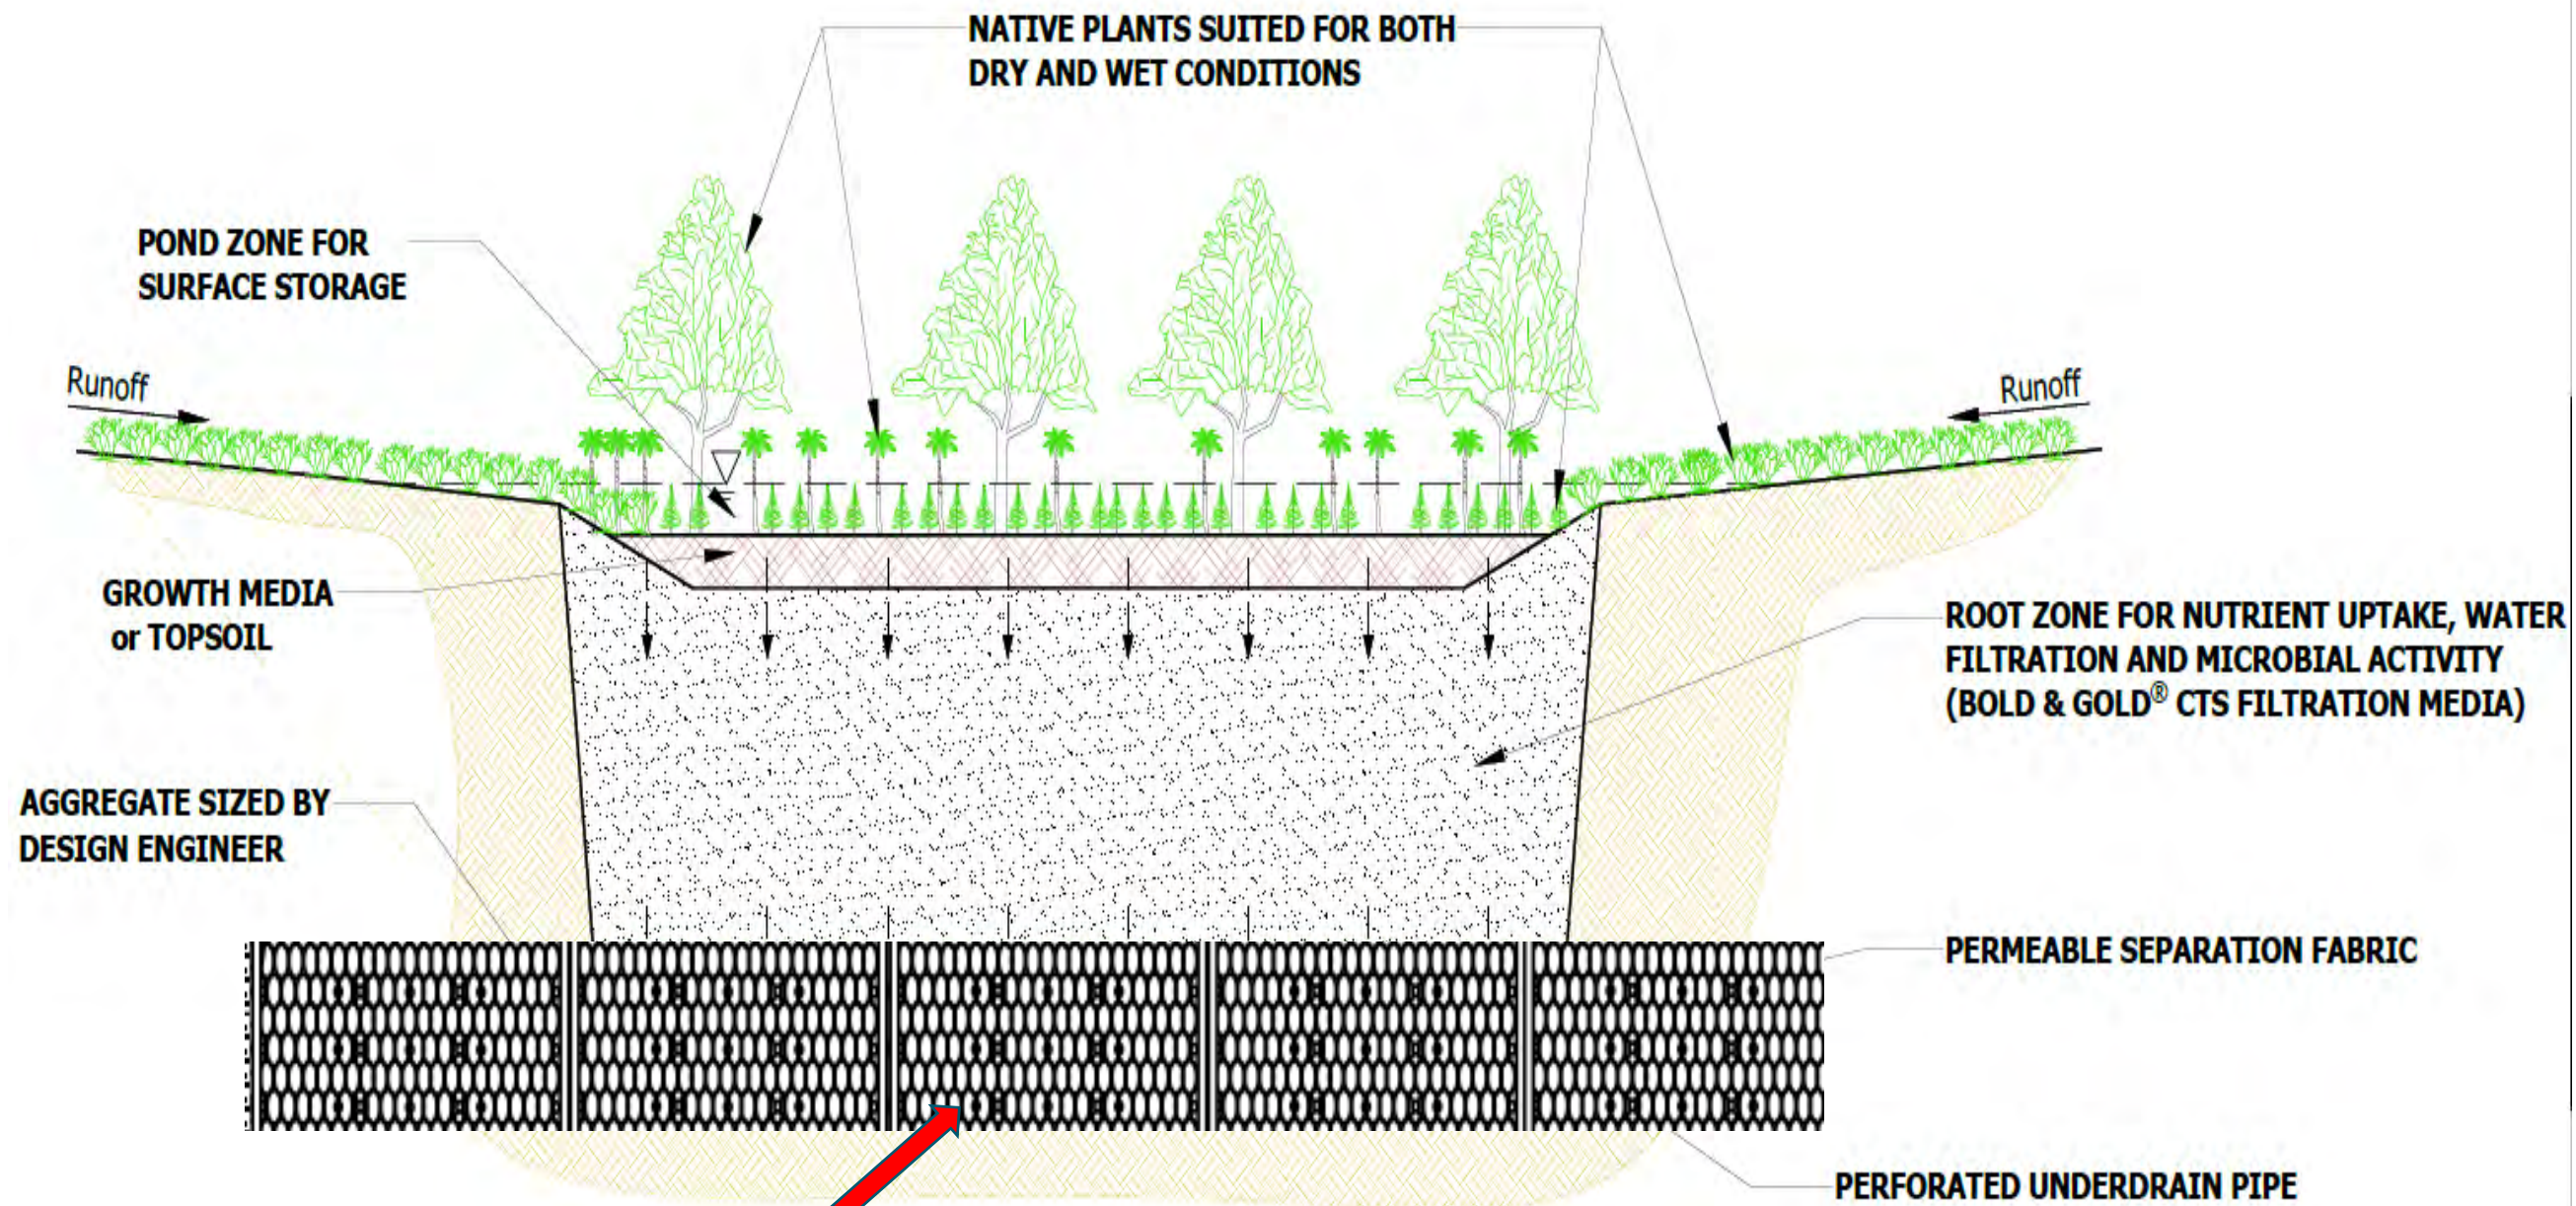 NATIVE PLANTS SUITED FOR BOTH
DRY AND WET CONDITIONS
POND ZONE FOR
SURFACE STORAGE
Runoff
Runoff
GROWTH MEDIA
or TOPSOIL
ROOT ZONE FOR NUTRIENT UPTAKE, WATER
FILTRATION AND MICROBIAL ACTIVITY
(BOLD & GOLD® CTS FILTRATION MEDIA)
AGGREGATE SIZED BY
DESIGN ENGINEER
PERMEABLE SEPARATION FABRIC
PERFORATED UNDERDRAIN PIPE